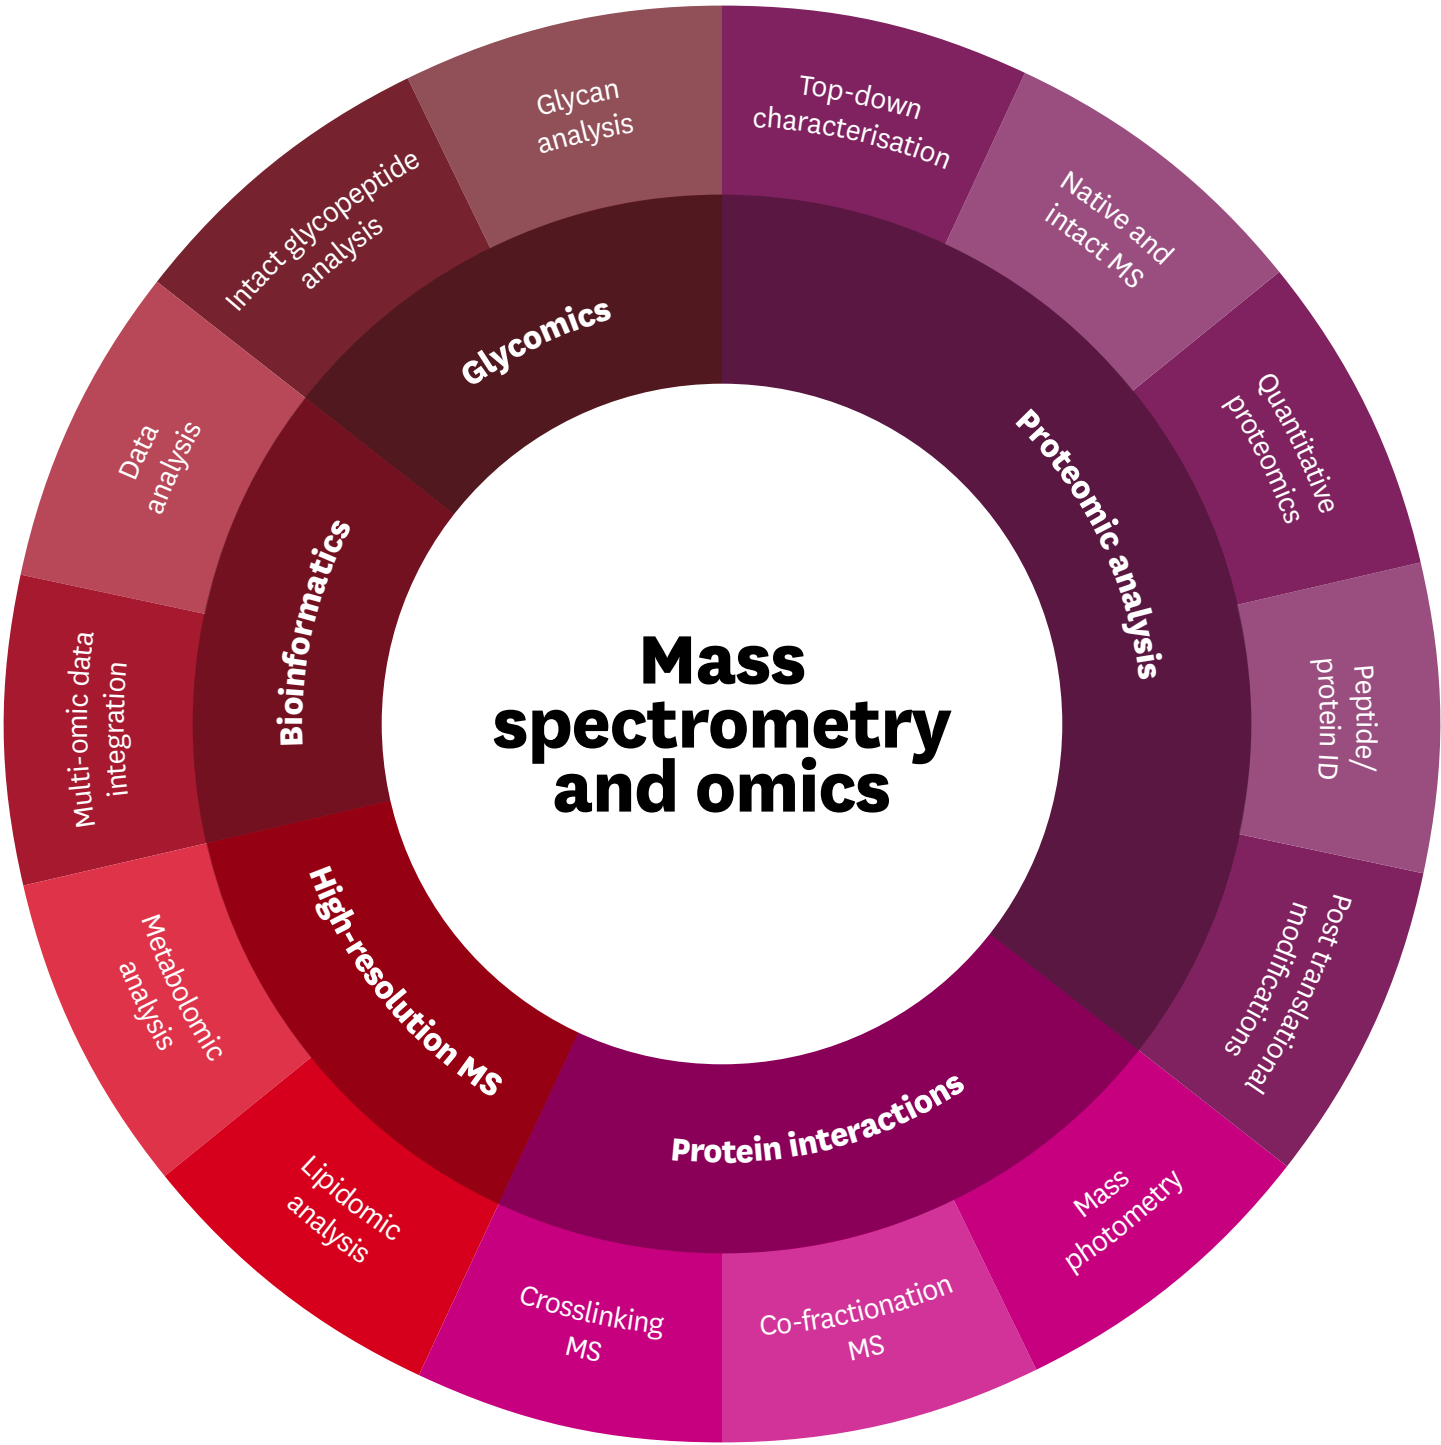 Mass
spectrometry
and omics
Proteomic analysis
Top-down
characterisation
Native and
intact MS
Quantitative
proteomics
Peptide/
protein ID
Post translational
modifications
Protein interactions
Mass
photometry
Co-fractionation
MS
Crosslinking
MS
High-resolution MS
Lipidomic
analysis
Metabolomic
analysis
Bioinformatics
Multi-omic data
integration
Data
analysis
Glycomics
Intact glycopeptide
analysis
Glycan
analysis